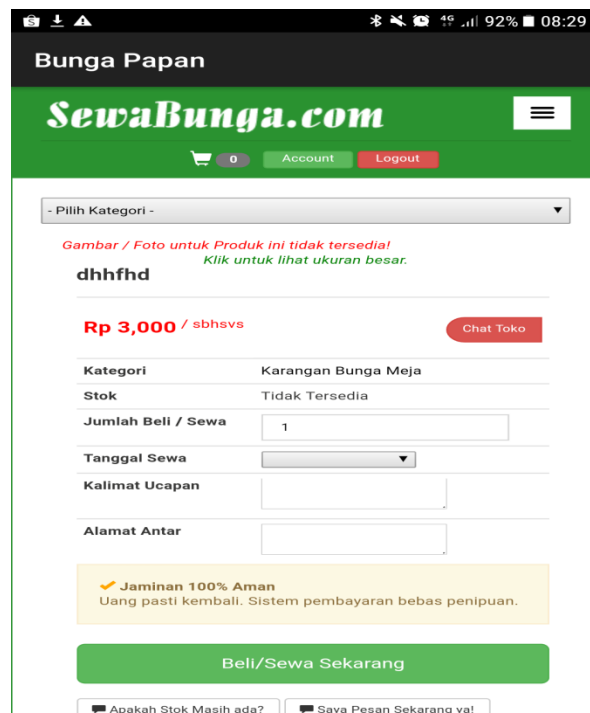 92% 08:29
Bunga Papan
SewaBunga.com
0 Account Logout
- Pilih Kategori -
Gambar / Foto untuk Produk ini tidak tersedia!
Klik untuk lihat ukuran besar.
dhhfhd
Rp 3,000 / sbhsvs
Chat Toko
Kategori Karangan Bunga Meja
Stok Tidak Tersedia
Jumlah Beli / Sewa 1
Tanggal Sewa
Kalimat Ucapan
Alamat Antar
Jaminan 100% Aman
Uang pasti kembali. Sistem pembayaran bebas penipuan.
Beli/Sewa Sekarang
Apakah Stok Masih ada? Saya Pesan Sekarang ya!